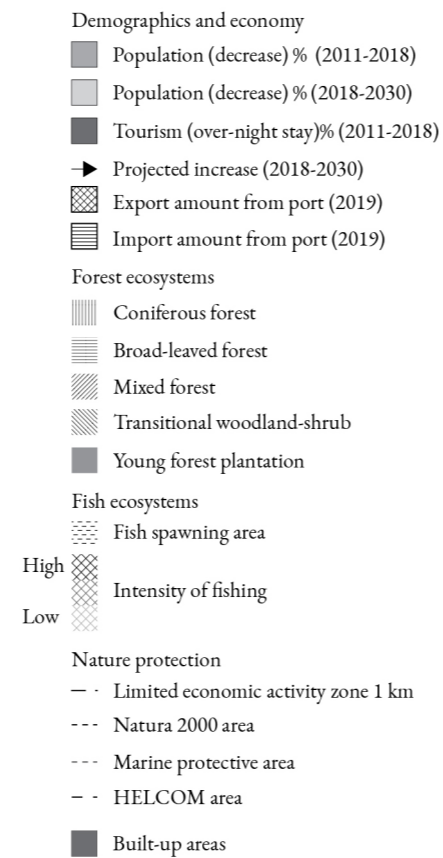 Demographics and economy
Population (decrease) % (2011-2018)
Population (decrease) % (2018-2030)
Tourism (over-night stay)% (2011-2018)
Projected increase (2018-2030)
Export amount from port (2019)
Import amount from port (2019)
Forest ecosystems
Coniferous forest
Broad-leaved forest
Mixed forest
Transitional woodland-shrub
Young forest plantation
Fish ecosystems
Fish spawning area
High
Intensity of fishing
Low
Nature protection
Limited economic activity zone 1 km
Natura 2000 area
Marine protective area
HELCOM area
Built-up areas